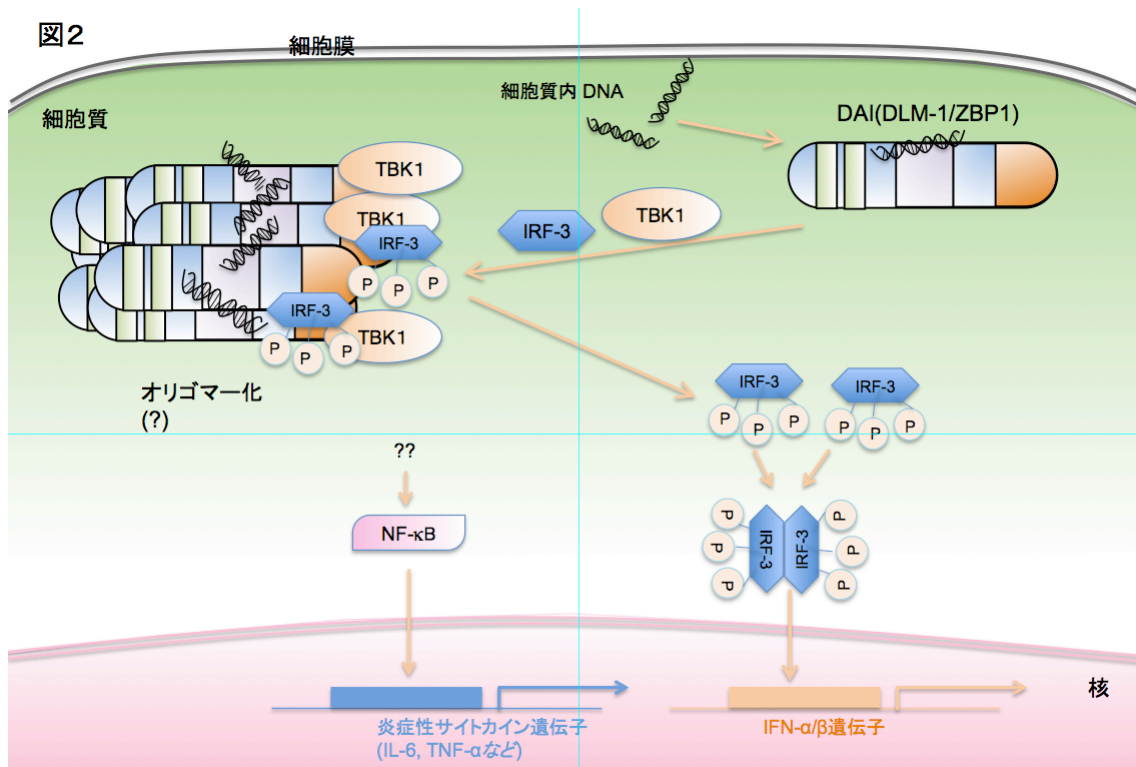 図2
細胞膜
細胞質内 DNA
細胞質
DAI(DLM-1/ZBP1)
TBK1
TBK1
TBK1
IRF-3
IRF-3
P
P
P
IRF-3
TBK1
P
P
P
オリゴマー化
(?)
IRF-3
IRF-3
P
P
P
P
P
P
??
NF-κB
P
P
P
IRF-3
IRF-3
P
P
P
核
炎症性サイトカイン遺伝子
(IL-6, TNF-αなど)
IFN-α/β遺伝子